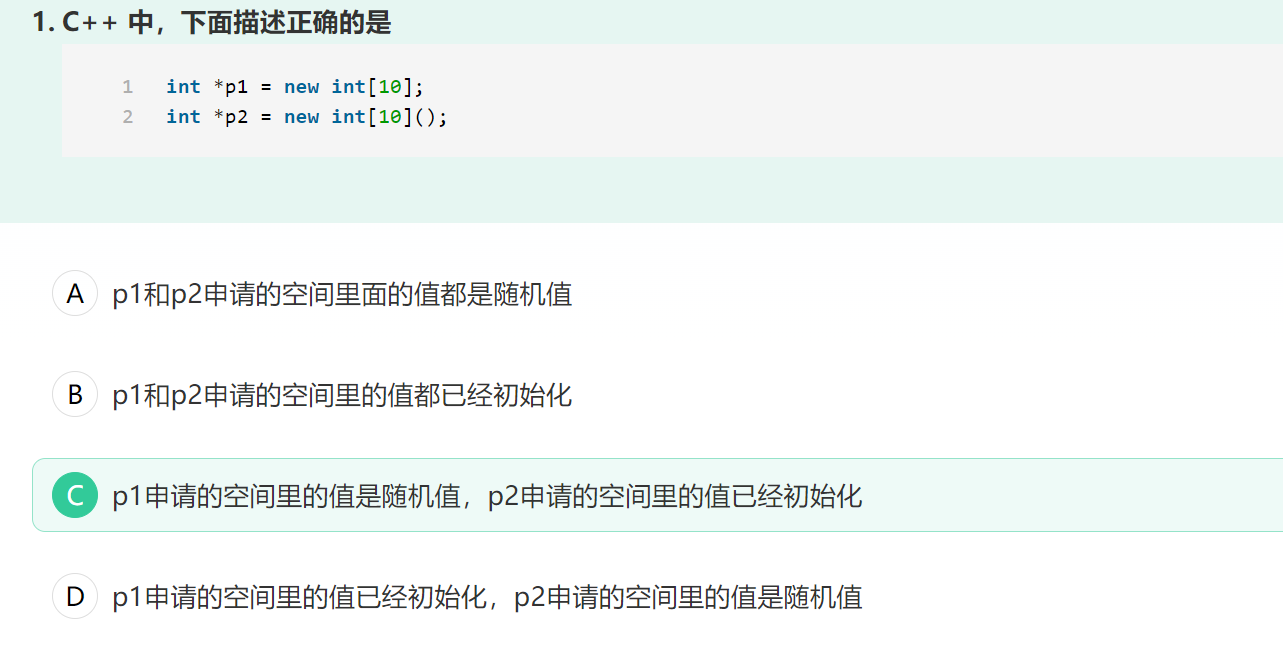 1. C++ 中，下面描述正确的是
1 int *p1 = new int[10];
2 int *p2 = new int[10]();
A p1和p2申请的空间里面的值都是随机值
B p1和p2申请的空间里的值都已经初始化
C p1申请的空间里的值是随机值，p2申请的空间里的值已经初始化
D p1申请的空间里的值已经初始化，p2申请的空间里的值是随机值